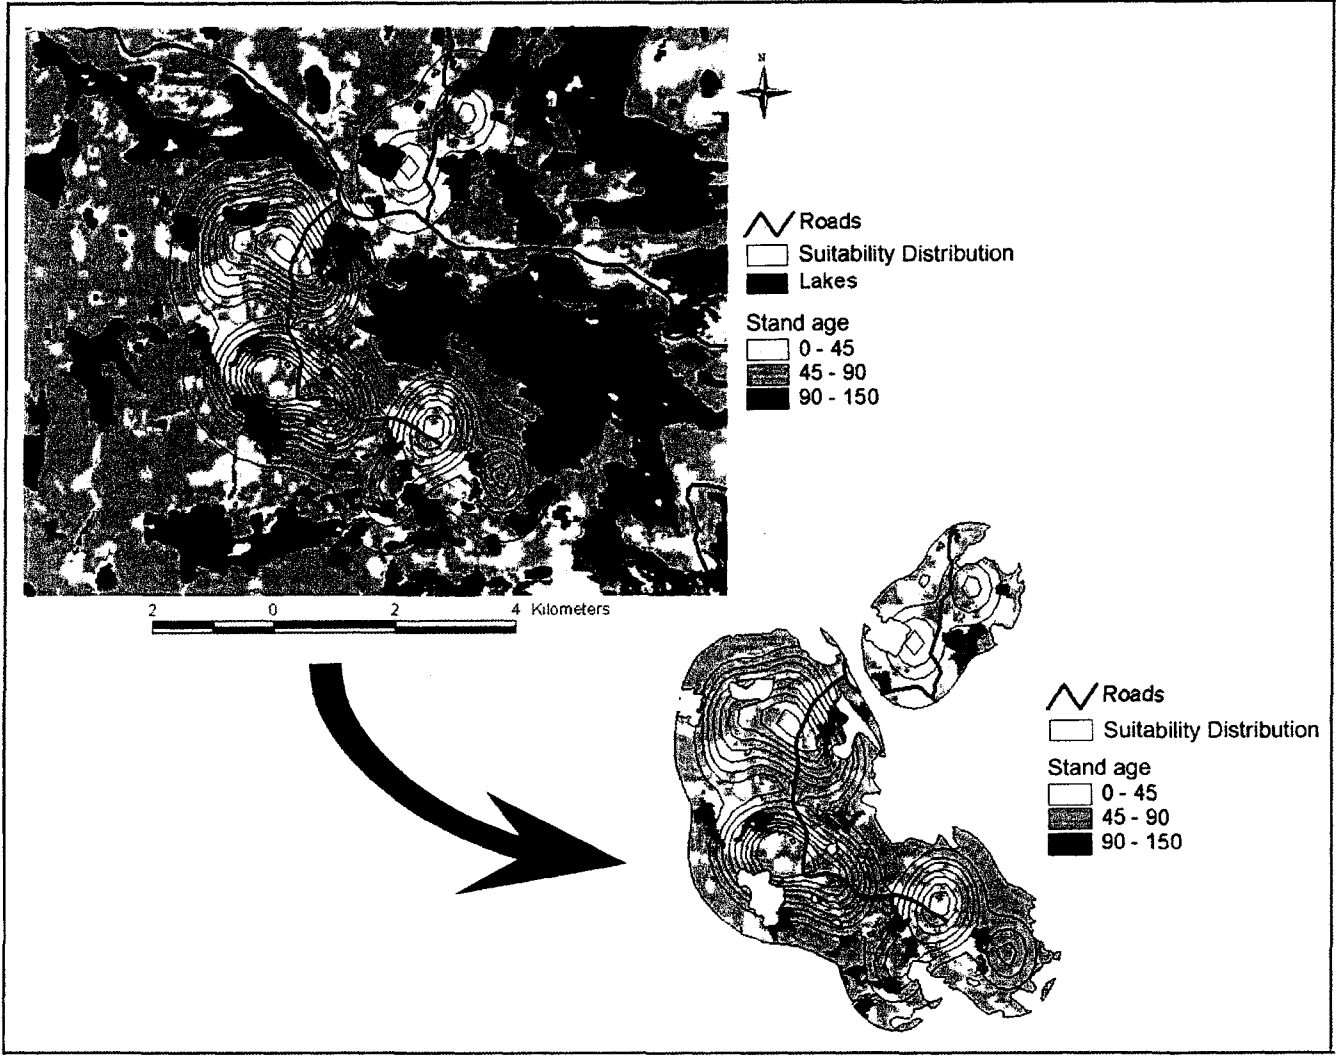 N
Roads
Suitability Distribution
Lakes
Stand age
0 - 45
45 - 90
90 - 150
2 0 2 4 Kilometers
Roads
Suitability Distribution
Stand age
0 - 45
45 - 90
90 - 150